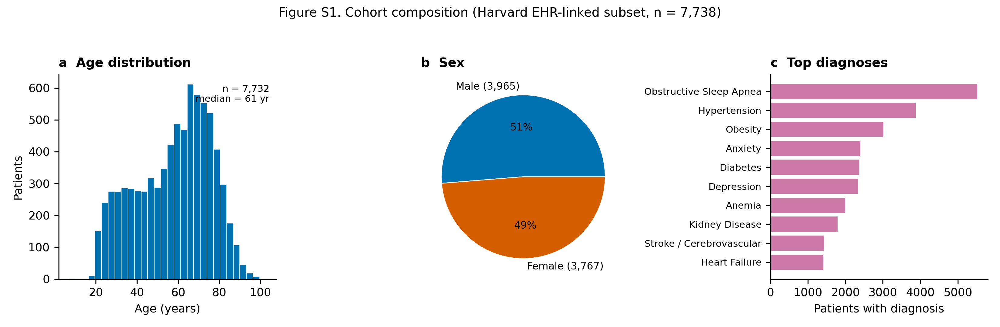 Figure S1. Cohort composition (Harvard EHR-linked subset, n = 7,738)
a Age distribution
n = 7,732
median = 61 yr
Patients
600
500
400
300
200
100
0
20 40 60 80 100
Age (years)
b Sex
Male (3,965)
51%
49%
Female (3,767)
c Top diagnoses
Obstructive Sleep Apnea
Hypertension
Obesity
Anxiety
Diabetes
Depression
Anemia
Kidney Disease
Stroke / Cerebrovascular
Heart Failure
0 1000 2000 3000 4000 5000
Patients with diagnosis